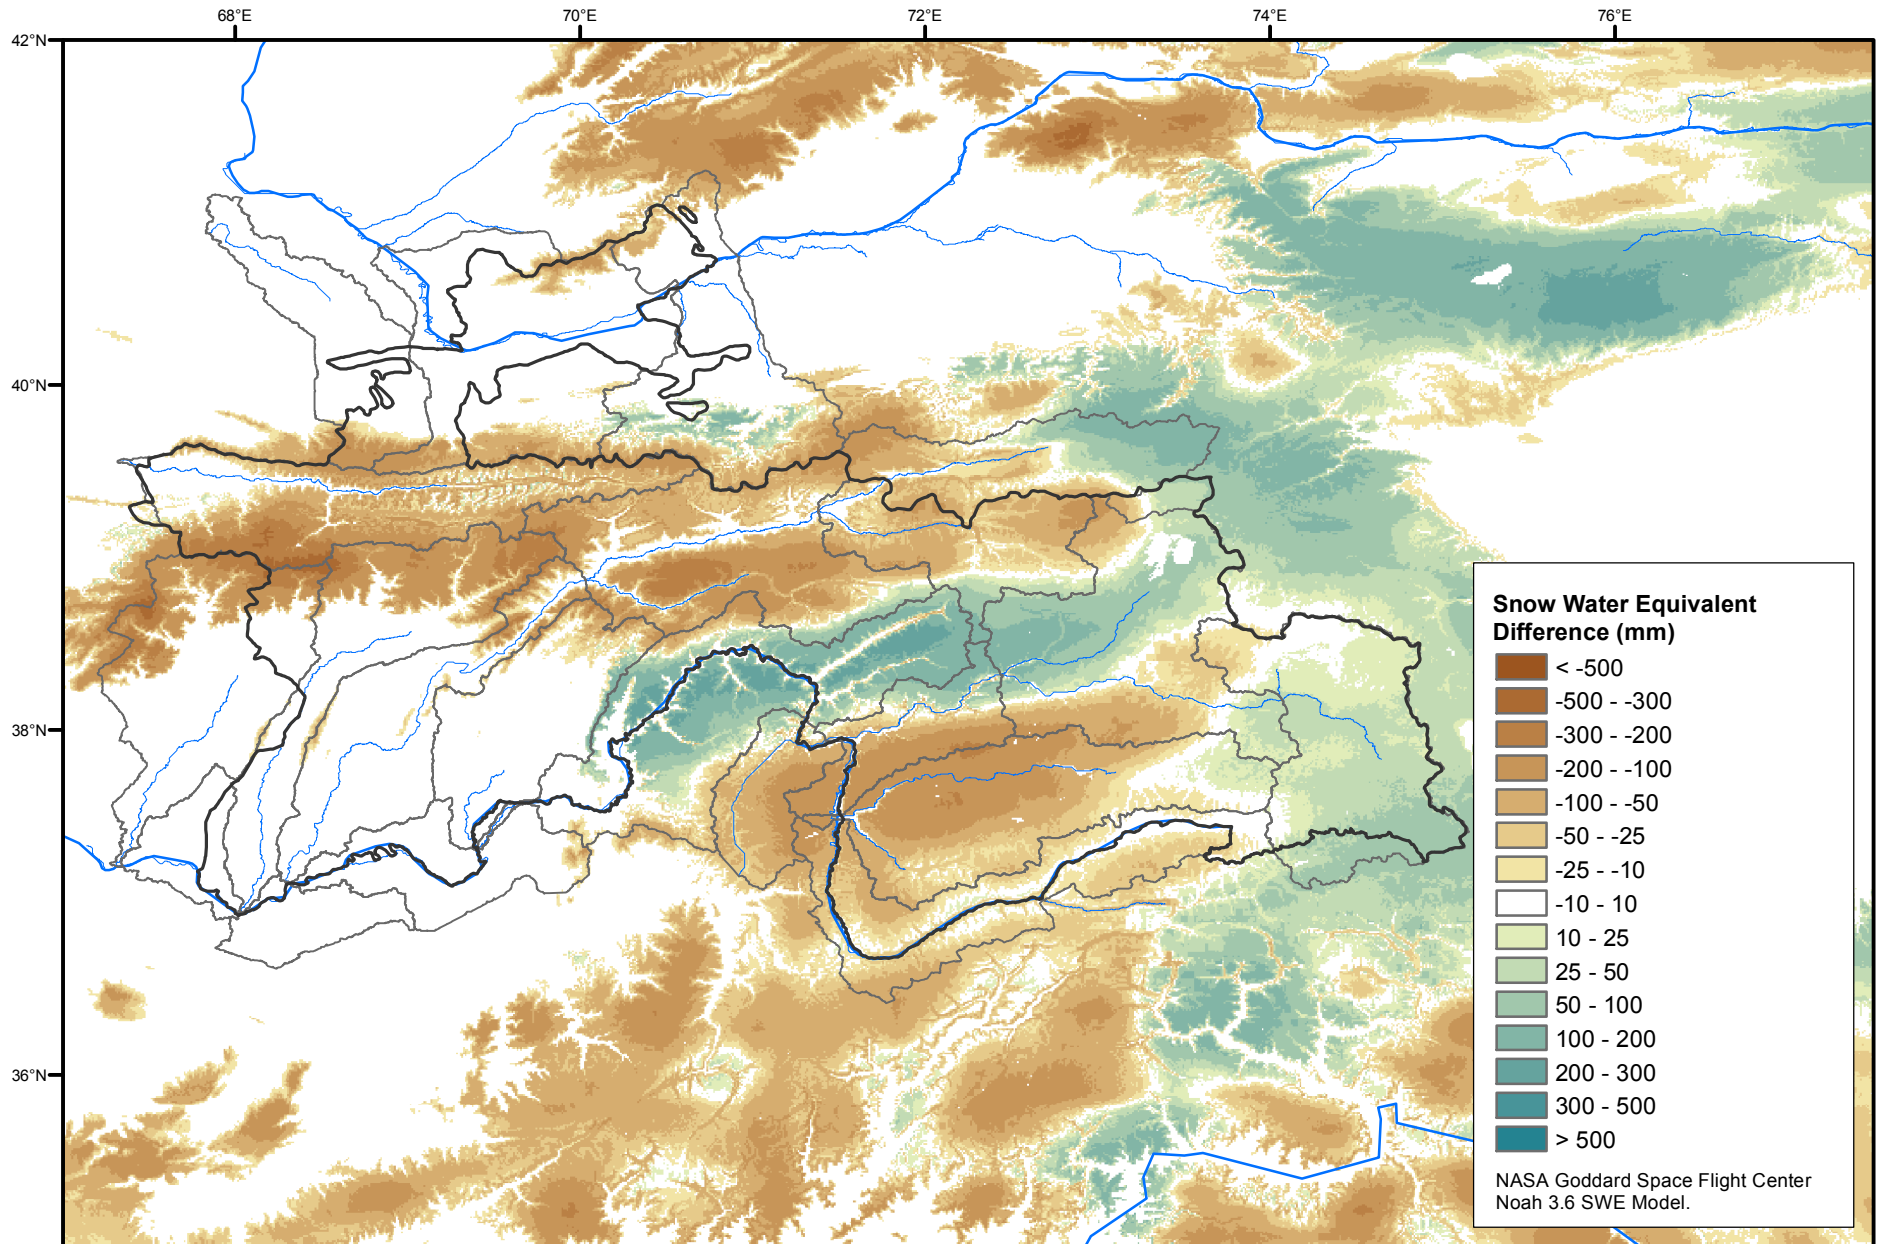 68°E
70°E
72°E
74°E
76°E
42°N
40°N
38°N
36°N
Snow Water Equivalent
Difference (mm)
< -500
-500 - -300
-300 - -200
-200 - -100
-100 - -50
-50 - -25
-25 - -10
-10 - 10
10 - 25
25 - 50
50 - 100
100 - 200
200 - 300
300 - 500
> 500
NASA Goddard Space Flight Center
Noah 3.6 SWE Model.